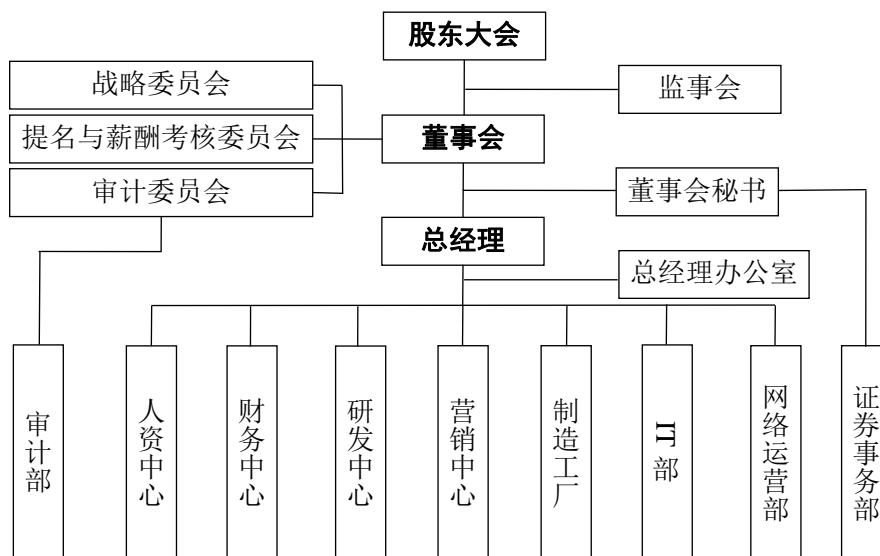 股东大会
战略委员会
监事会
提名与薪酬考核委员会
董事会
审计委员会
董事会秘书
总经理
总经理办公室
审计部
人资中心
财务中心
研发中心
营销中心
制造工厂
IT部
网络运营部
证券事务部